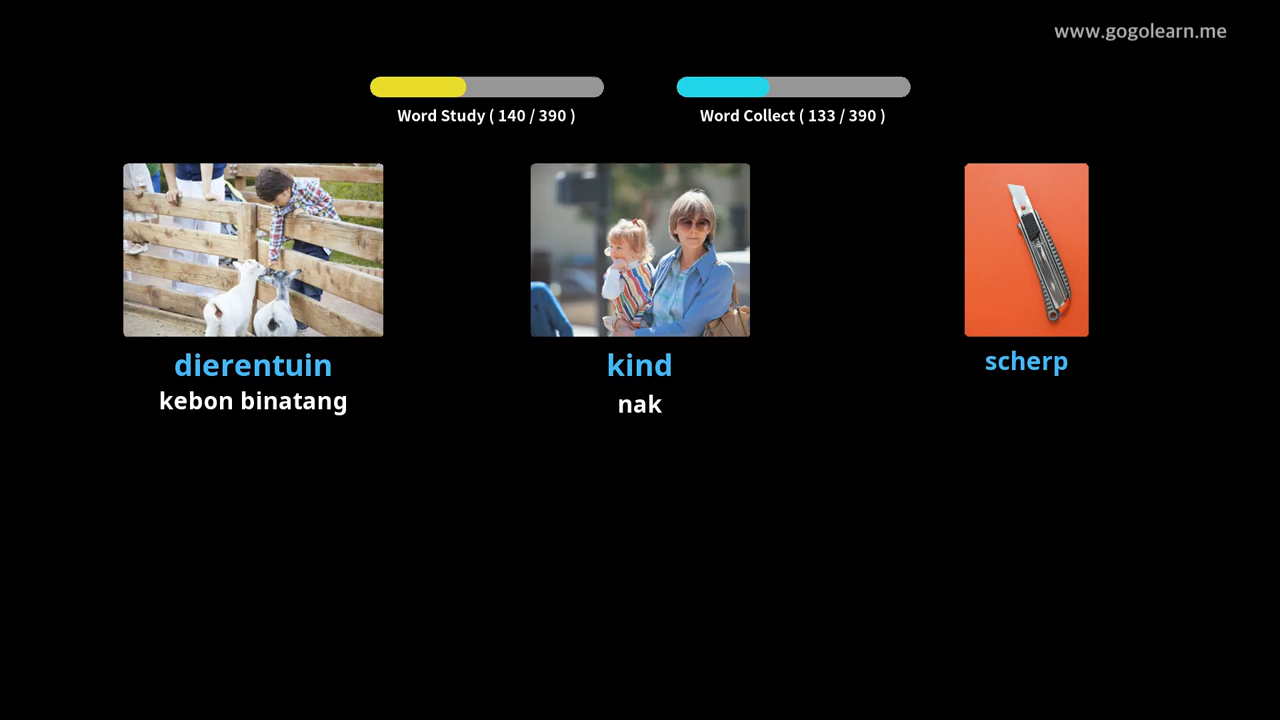 www.gogolearn.me
Word Study ( 140 / 390 )
Word Collect ( 133 / 390 )
dierentuin
kebon binatang
kind
nak
scherp